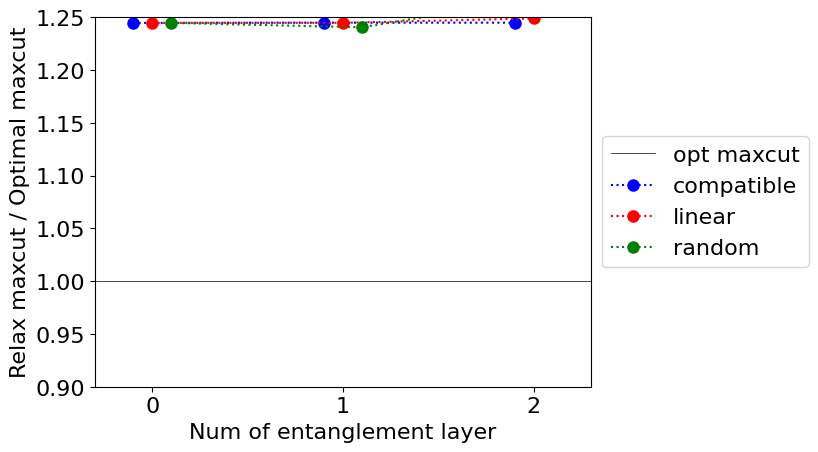 Relax maxcut / Optimal maxcut
1.25
1.20
1.15
1.10
1.05
1.00
0.95
0.90
0 1 2
Num of entanglement layer
opt maxcut
compatible
linear
random